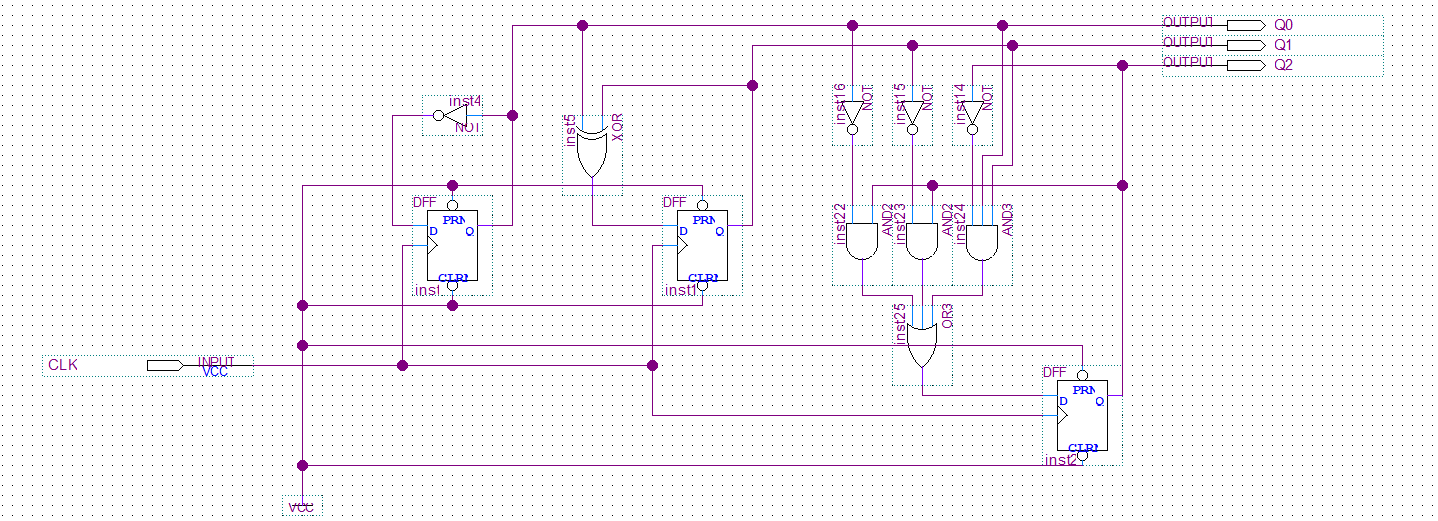 OUTPUT Q0
OUTPUT Q1
OUTPUT Q2
inst4
NOT
inst5
XOR
inst16
NOT
inst15
NOT
inst14
NOT
DFF
PRN
D
Q
CLRN
inst
DFF
PRN
D
Q
CLRN
inst1
inst22
AND2
inst23
AND2
inst24
AND3
inst25
OR3
CLK
INPUT
VCC
DFF
PRN
D
Q
CLRN
inst2
VCC